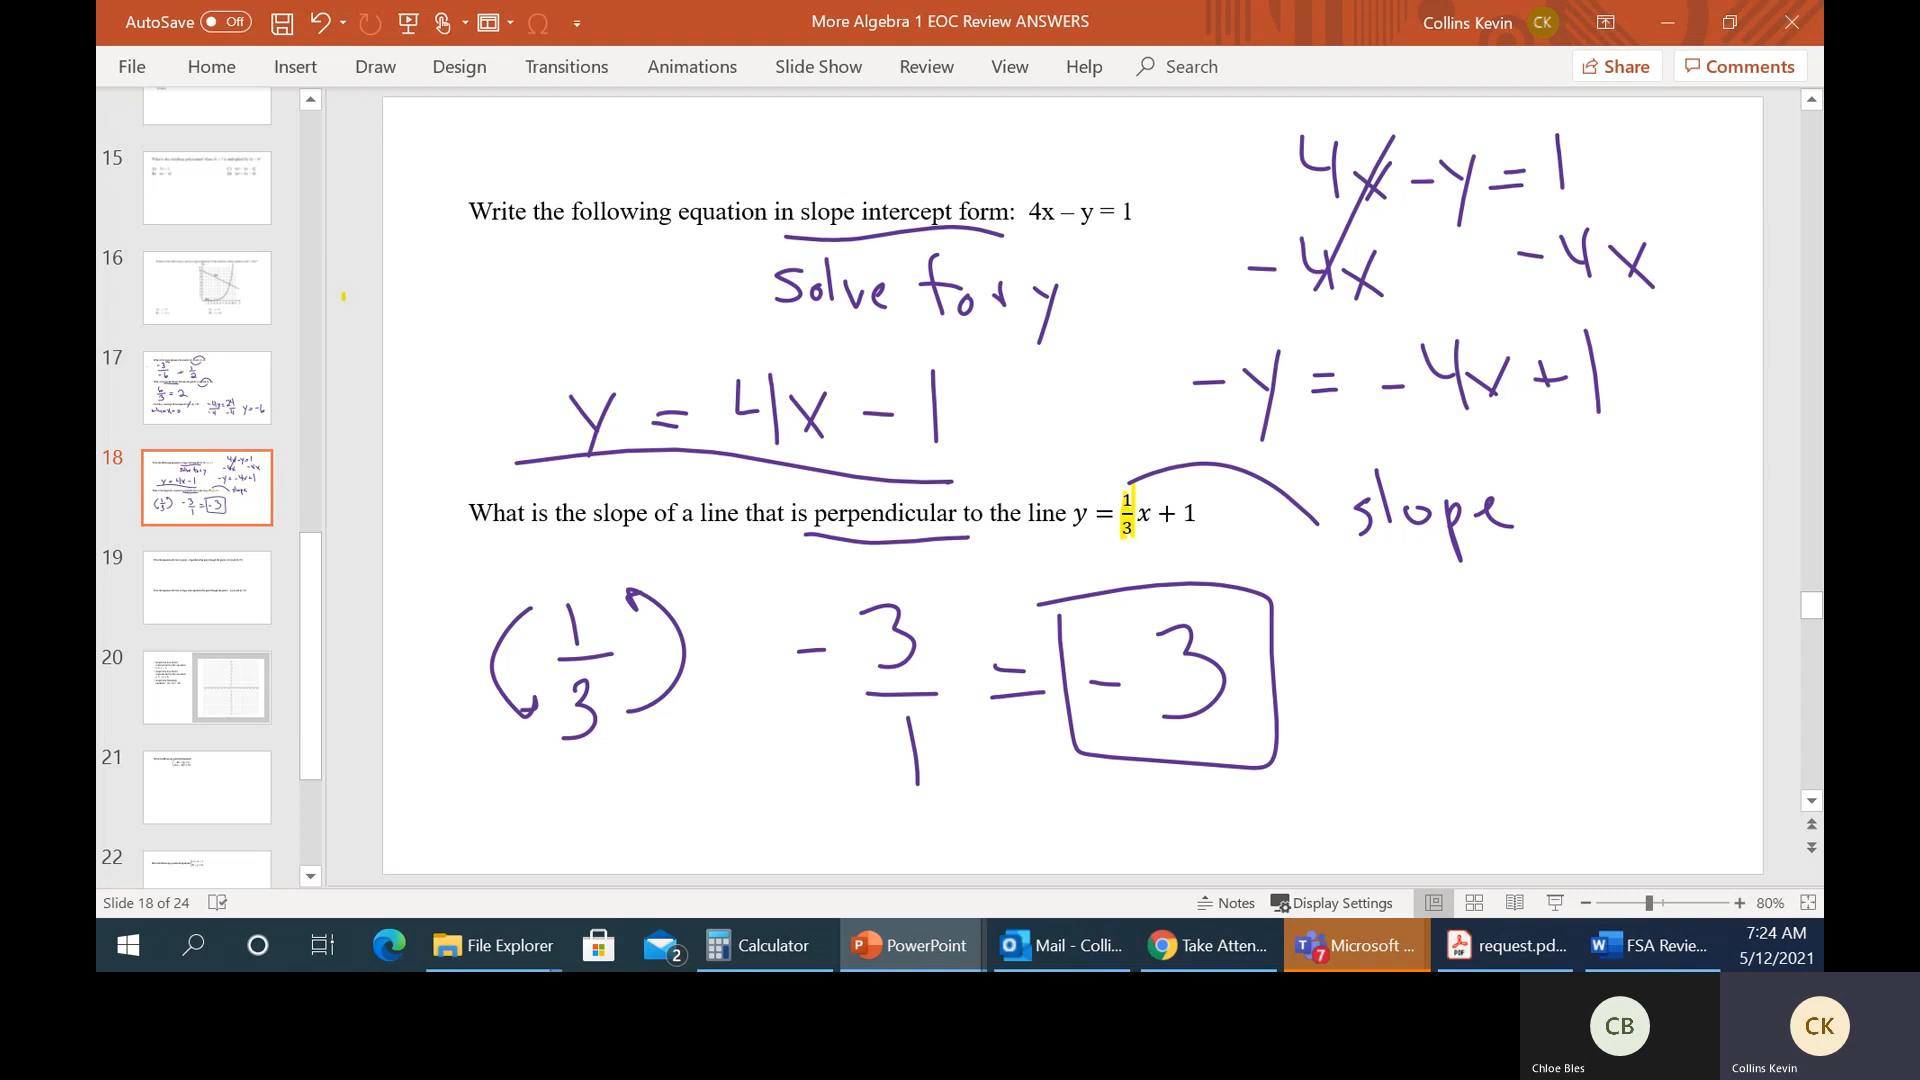 AutoSave Off More Algebra 1 EOC Review ANSWERS Collins Kevin CK
File Home Insert Draw Design Transitions Animations Slide Show Review View Help Search Share Comments
15
16
17
18
19
20
21
22
Write the following equation in slope intercept form: 4x – y = 1
solve for y
4x - y = 1
- 4x - 4x
- y = - 4x + 1
y = 4x - 1
What is the slope of a line that is perpendicular to the line y = 1/3 x + 1
slope
1/3 - 3/1 = - 3
Slide 18 of 24 Notes Display Settings 80%
File Explorer 2 Calculator PowerPoint Mail - Colli... Take Atten... 7 Microsoft ... request.pd... FSA Revie... 7:24 AM
5/12/2021
CB CK
Chloe Bles Collins Kevin